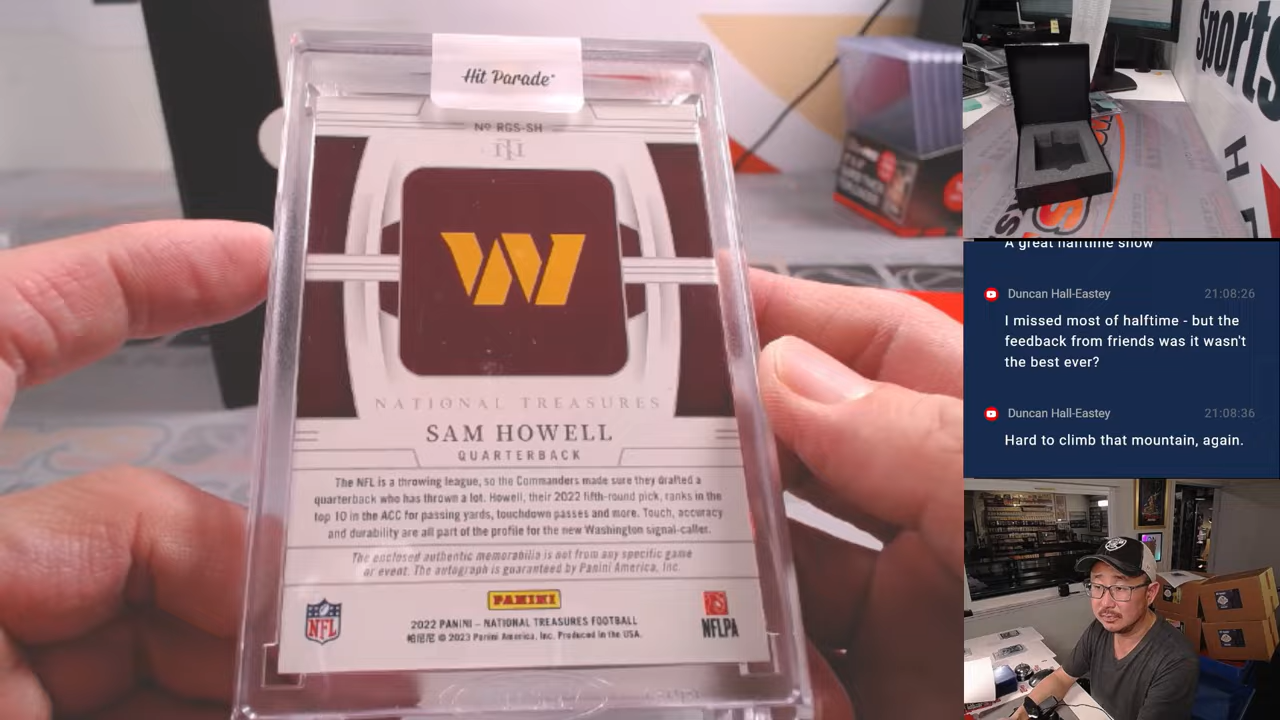 Hit Parade
No RGS-SH
NATIONAL TREASURES
SAM HOWELL
QUARTERBACK
The NFL is a throwing league, so the Commanders made sure they drafted a
quarterback who has thrown a lot. Howell, their 2022 fifth-round pick, ranks in the
top 10 in the ACC for passing yards, touchdown passes and more. Touch, accuracy
and durability are all part of the profile for the new Washington signal-caller.
The enclosed authentic memorabilia is not from any specific game
or event. The autograph is guaranteed by Panini America, Inc.
PANINI
NFL
2022 PANINI – NATIONAL TREASURES FOOTBALL
帕尼尼 © 2023 Panini America, Inc. Produced in the USA.
NFLPA
sports
A great halftime show
Duncan Hall-Eastey 21:08:26
I missed most of halftime - but the
feedback from friends was it wasn't
the best ever?
Duncan Hall-Eastey 21:08:36
Hard to climb that mountain, again.